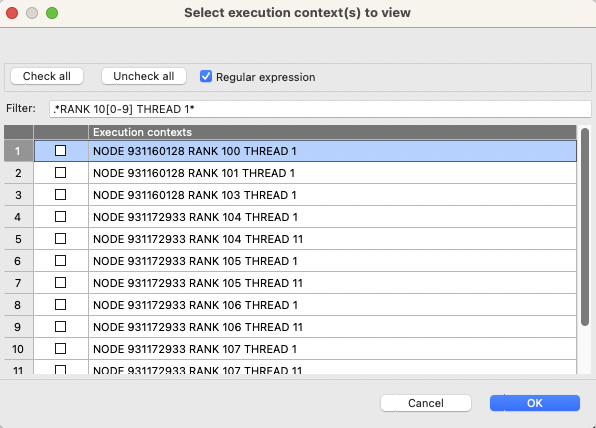 Select execution context(s) to view
Check all Uncheck all Regular expression
Filter: .*RANK 10[0-9] THREAD 1*
Execution contexts
1 NODE 931160128 RANK 100 THREAD 1
2 NODE 931160128 RANK 101 THREAD 1
3 NODE 931160128 RANK 103 THREAD 1
4 NODE 931172933 RANK 104 THREAD 1
5 NODE 931172933 RANK 104 THREAD 11
6 NODE 931172933 RANK 105 THREAD 1
7 NODE 931172933 RANK 105 THREAD 11
8 NODE 931172933 RANK 106 THREAD 1
9 NODE 931172933 RANK 106 THREAD 11
10 NODE 931172933 RANK 107 THREAD 1
11 NODE 931172933 RANK 107 THREAD 11
Cancel OK